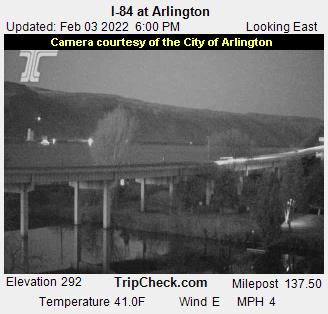 I-84 at Arlington
Updated: Feb 03 2022 6:00 PM Looking East
Camera courtesy of the City of Arlington
Elevation 292 TripCheck.com Milepost 137.50
Temperature 41.0F Wind E MPH 4